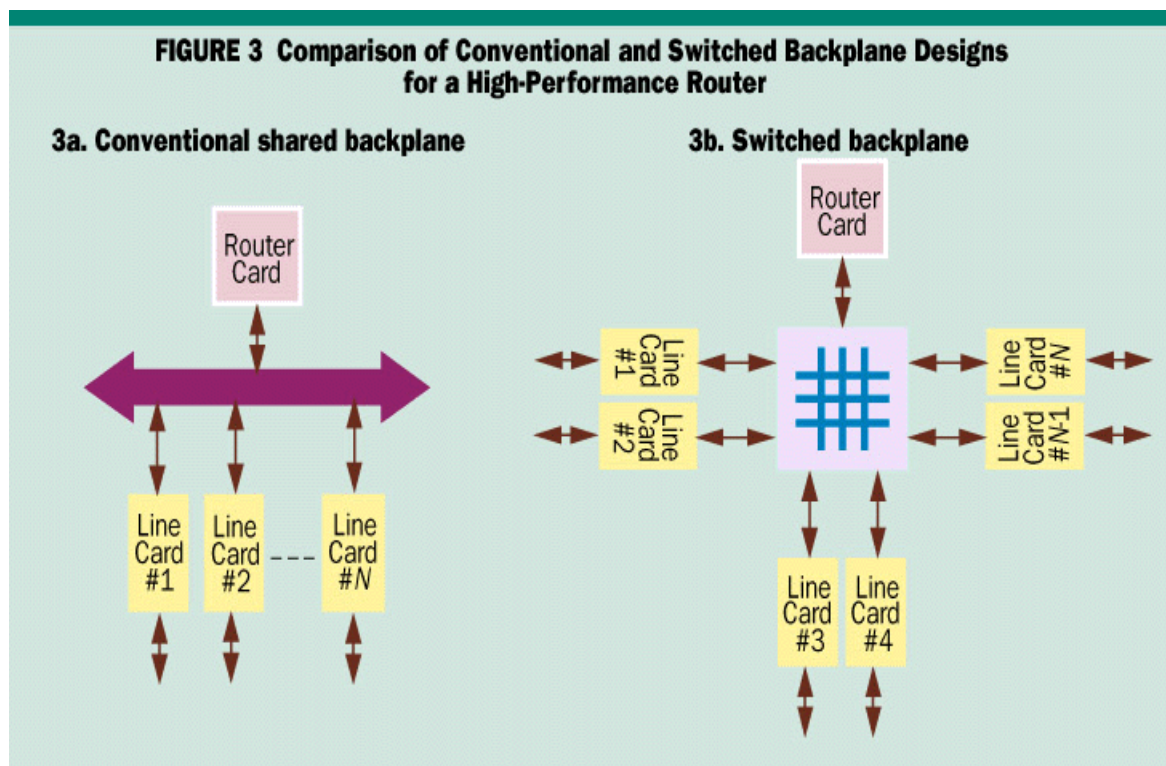 FIGURE 3 Comparison of Conventional and Switched Backplane Designs
for a High-Performance Router
3a. Conventional shared backplane
Router
Card
Line
Card
#1
Line
Card
#2
Line
Card
#N
3b. Switched backplane
Router
Card
Line
Card
#1
Line
Card
#2
Line
Card
#N
Line
Card
#N-1
Line
Card
#3
Line
Card
#4